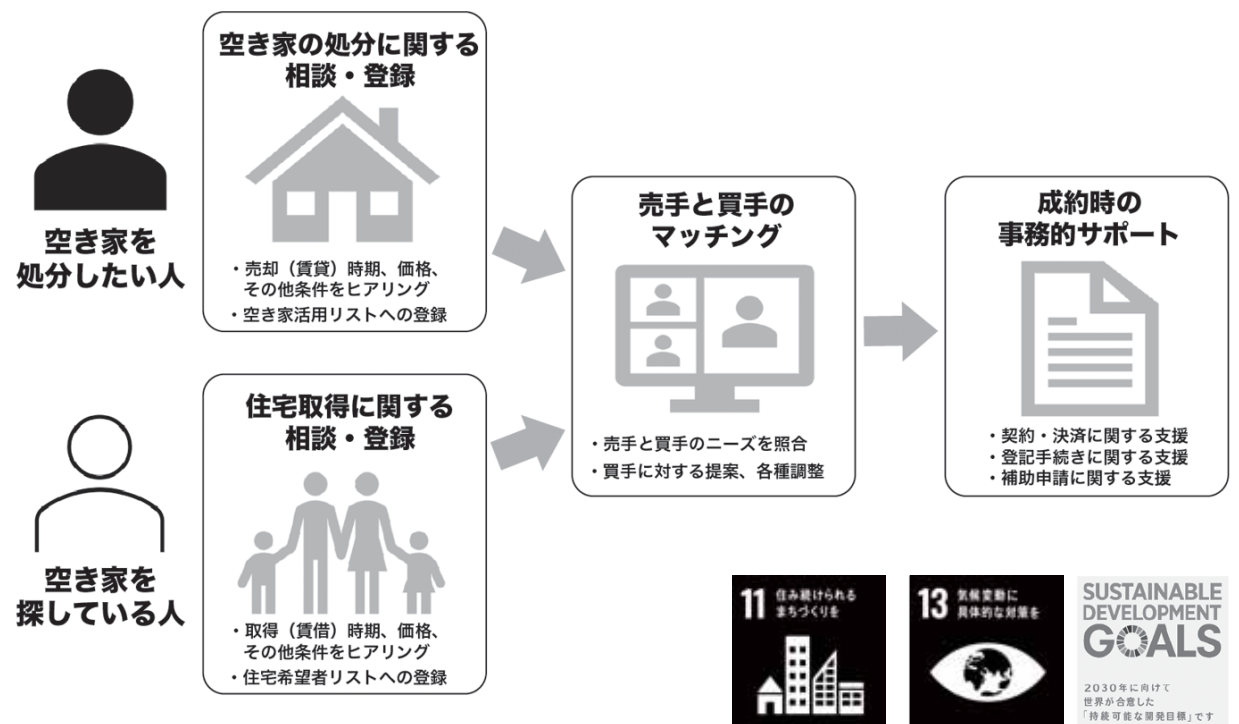 空き家を
処分したい人
空き家の処分に関する
相談・登録
・売却（賃貸）時期、価格、
その他条件をヒアリング
・空き家活用リストへの登録
空き家を
探している人
住宅取得に関する
相談・登録
・取得（賃借）時期、価格、
その他条件をヒアリング
・住宅希望者リストへの登録
売手と買手の
マッチング
・売手と買手のニーズを照合
・買手に対する提案、各種調整
成約時の
事務的サポート
・契約・決済に関する支援
・登記手続きに関する支援
・補助申請に関する支援
11 住み続けられる
まちづくりを
13 気候変動に
具体的な対策を
SUSTAINABLE
DEVELOPMENT
GOALS
2030年に向けて
世界が合意した
「持続可能な開発目標」です